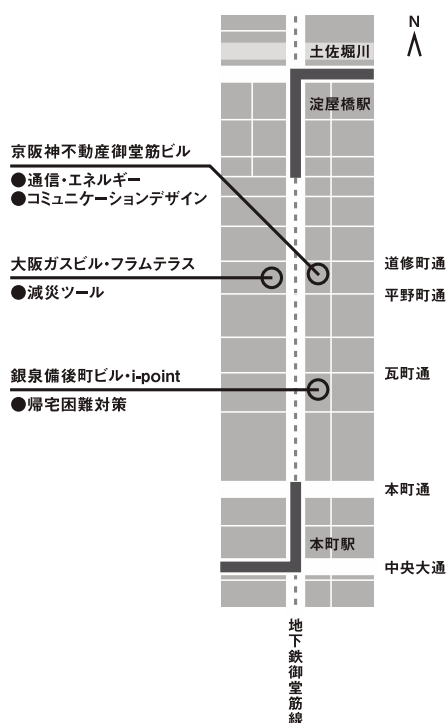 N
土佐堀川
淀屋橋駅
京阪神不動産御堂筋ビル
●通信・エネルギー
●コミュニケーションデザイン
大阪ガスビル・フラムテラス
●減災ツール
道修町通
平野町通
瓦町通
銀泉備後町ビル・i-point
●帰宅困難対策
本町通
本町駅
中央大通
地下鉄御堂筋線